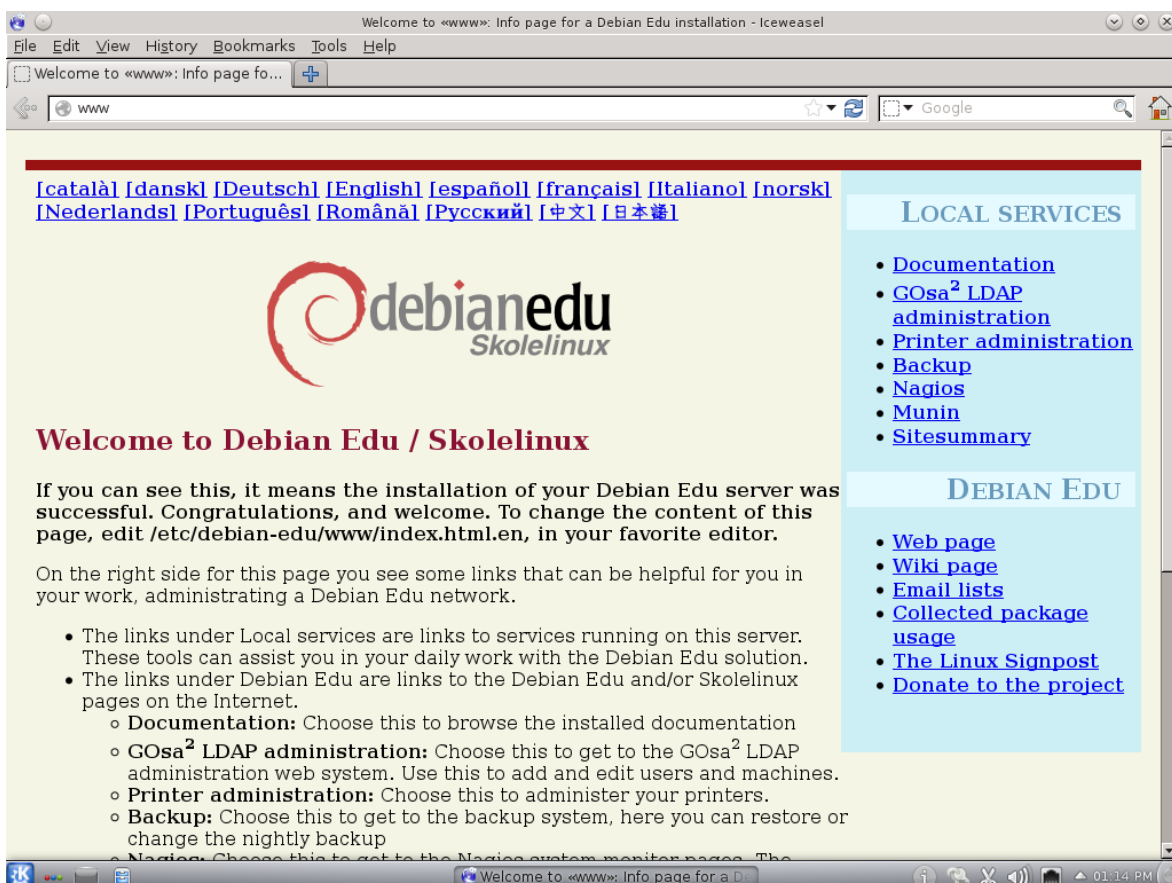 Welcome to «www»: Info page for a Debian Edu installation - Iceweasel
File Edit View History Bookmarks Tools Help
Welcome to «www»: Info page fo...
www
Google
[català] [dansk] [Deutsch] [English] [español] [français] [Italiano] [norsk]
[Nederlands] [Português] [Română] [Русский] [中文] [日本語]
debianedu
Skolelinux
Welcome to Debian Edu / Skolelinux
If you can see this, it means the installation of your Debian Edu server was
successful. Congratulations, and welcome. To change the content of this
page, edit /etc/debian-edu/www/index.html.en, in your favorite editor.
On the right side for this page you see some links that can be helpful for you in
your work, administrating a Debian Edu network.
• The links under Local services are links to services running on this server.
These tools can assist you in your daily work with the Debian Edu solution.
• The links under Debian Edu are links to the Debian Edu and/or Skolelinux
pages on the Internet.
◦ Documentation: Choose this to browse the installed documentation
◦ GOsa² LDAP administration: Choose this to get to the GOsa² LDAP
administration web system. Use this to add and edit users and machines.
◦ Printer administration: Choose this to administer your printers.
◦ Backup: Choose this to get to the backup system, here you can restore or
change the nightly backup
◦ Nagios: Choose this to get to the Nagios system monitor pages. The
LOCAL SERVICES
• Documentation
• GOsa² LDAP
administration
• Printer administration
• Backup
• Nagios
• Munin
• Sitesummary
DEBIAN EDU
• Web page
• Wiki page
• Email lists
• Collected package
usage
• The Linux Signpost
• Donate to the project
Welcome to «www»: Info page for a De
01:14 PM